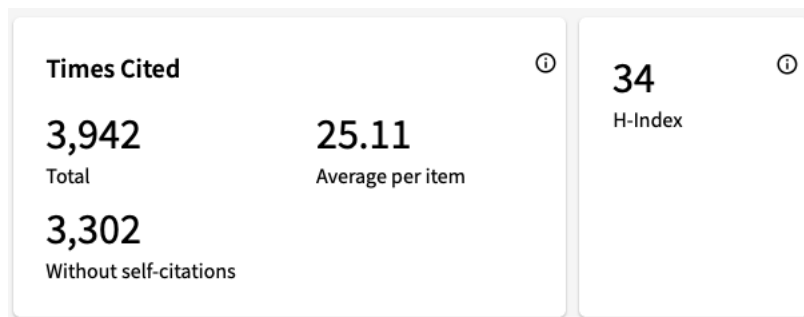 Times Cited
3,942
Total
25.11
Average per item
3,302
Without self-citations
34
H-Index